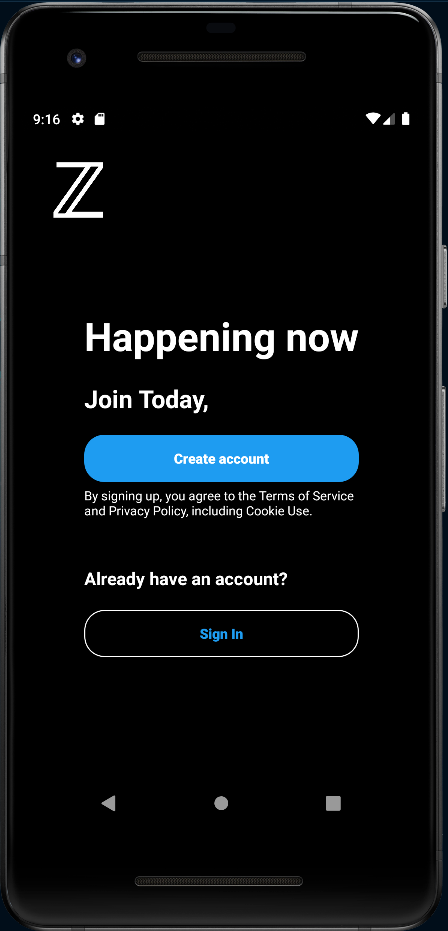 9:16
ℤ
Happening now
Join Today,
Create account
By signing up, you agree to the Terms of Service
and Privacy Policy, including Cookie Use.
Already have an account?
Sign In